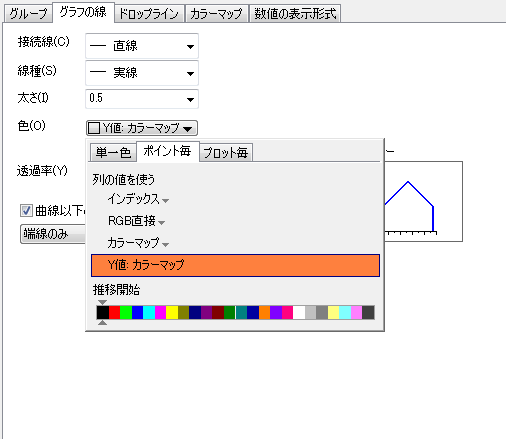 グループ グラフの線 ドロップライン カラーマップ 数値の表示形式
接続線(C) 直線
線種(S) 実線
太さ(I) 0.5
色(O) Y値: カラーマップ
単一色 ポイント毎 プロット毎
透過率(Y)
列の値を使う
インデックス
曲線以下
RGB直接
端線のみ
カラーマップ
Y値: カラーマップ
推移開始